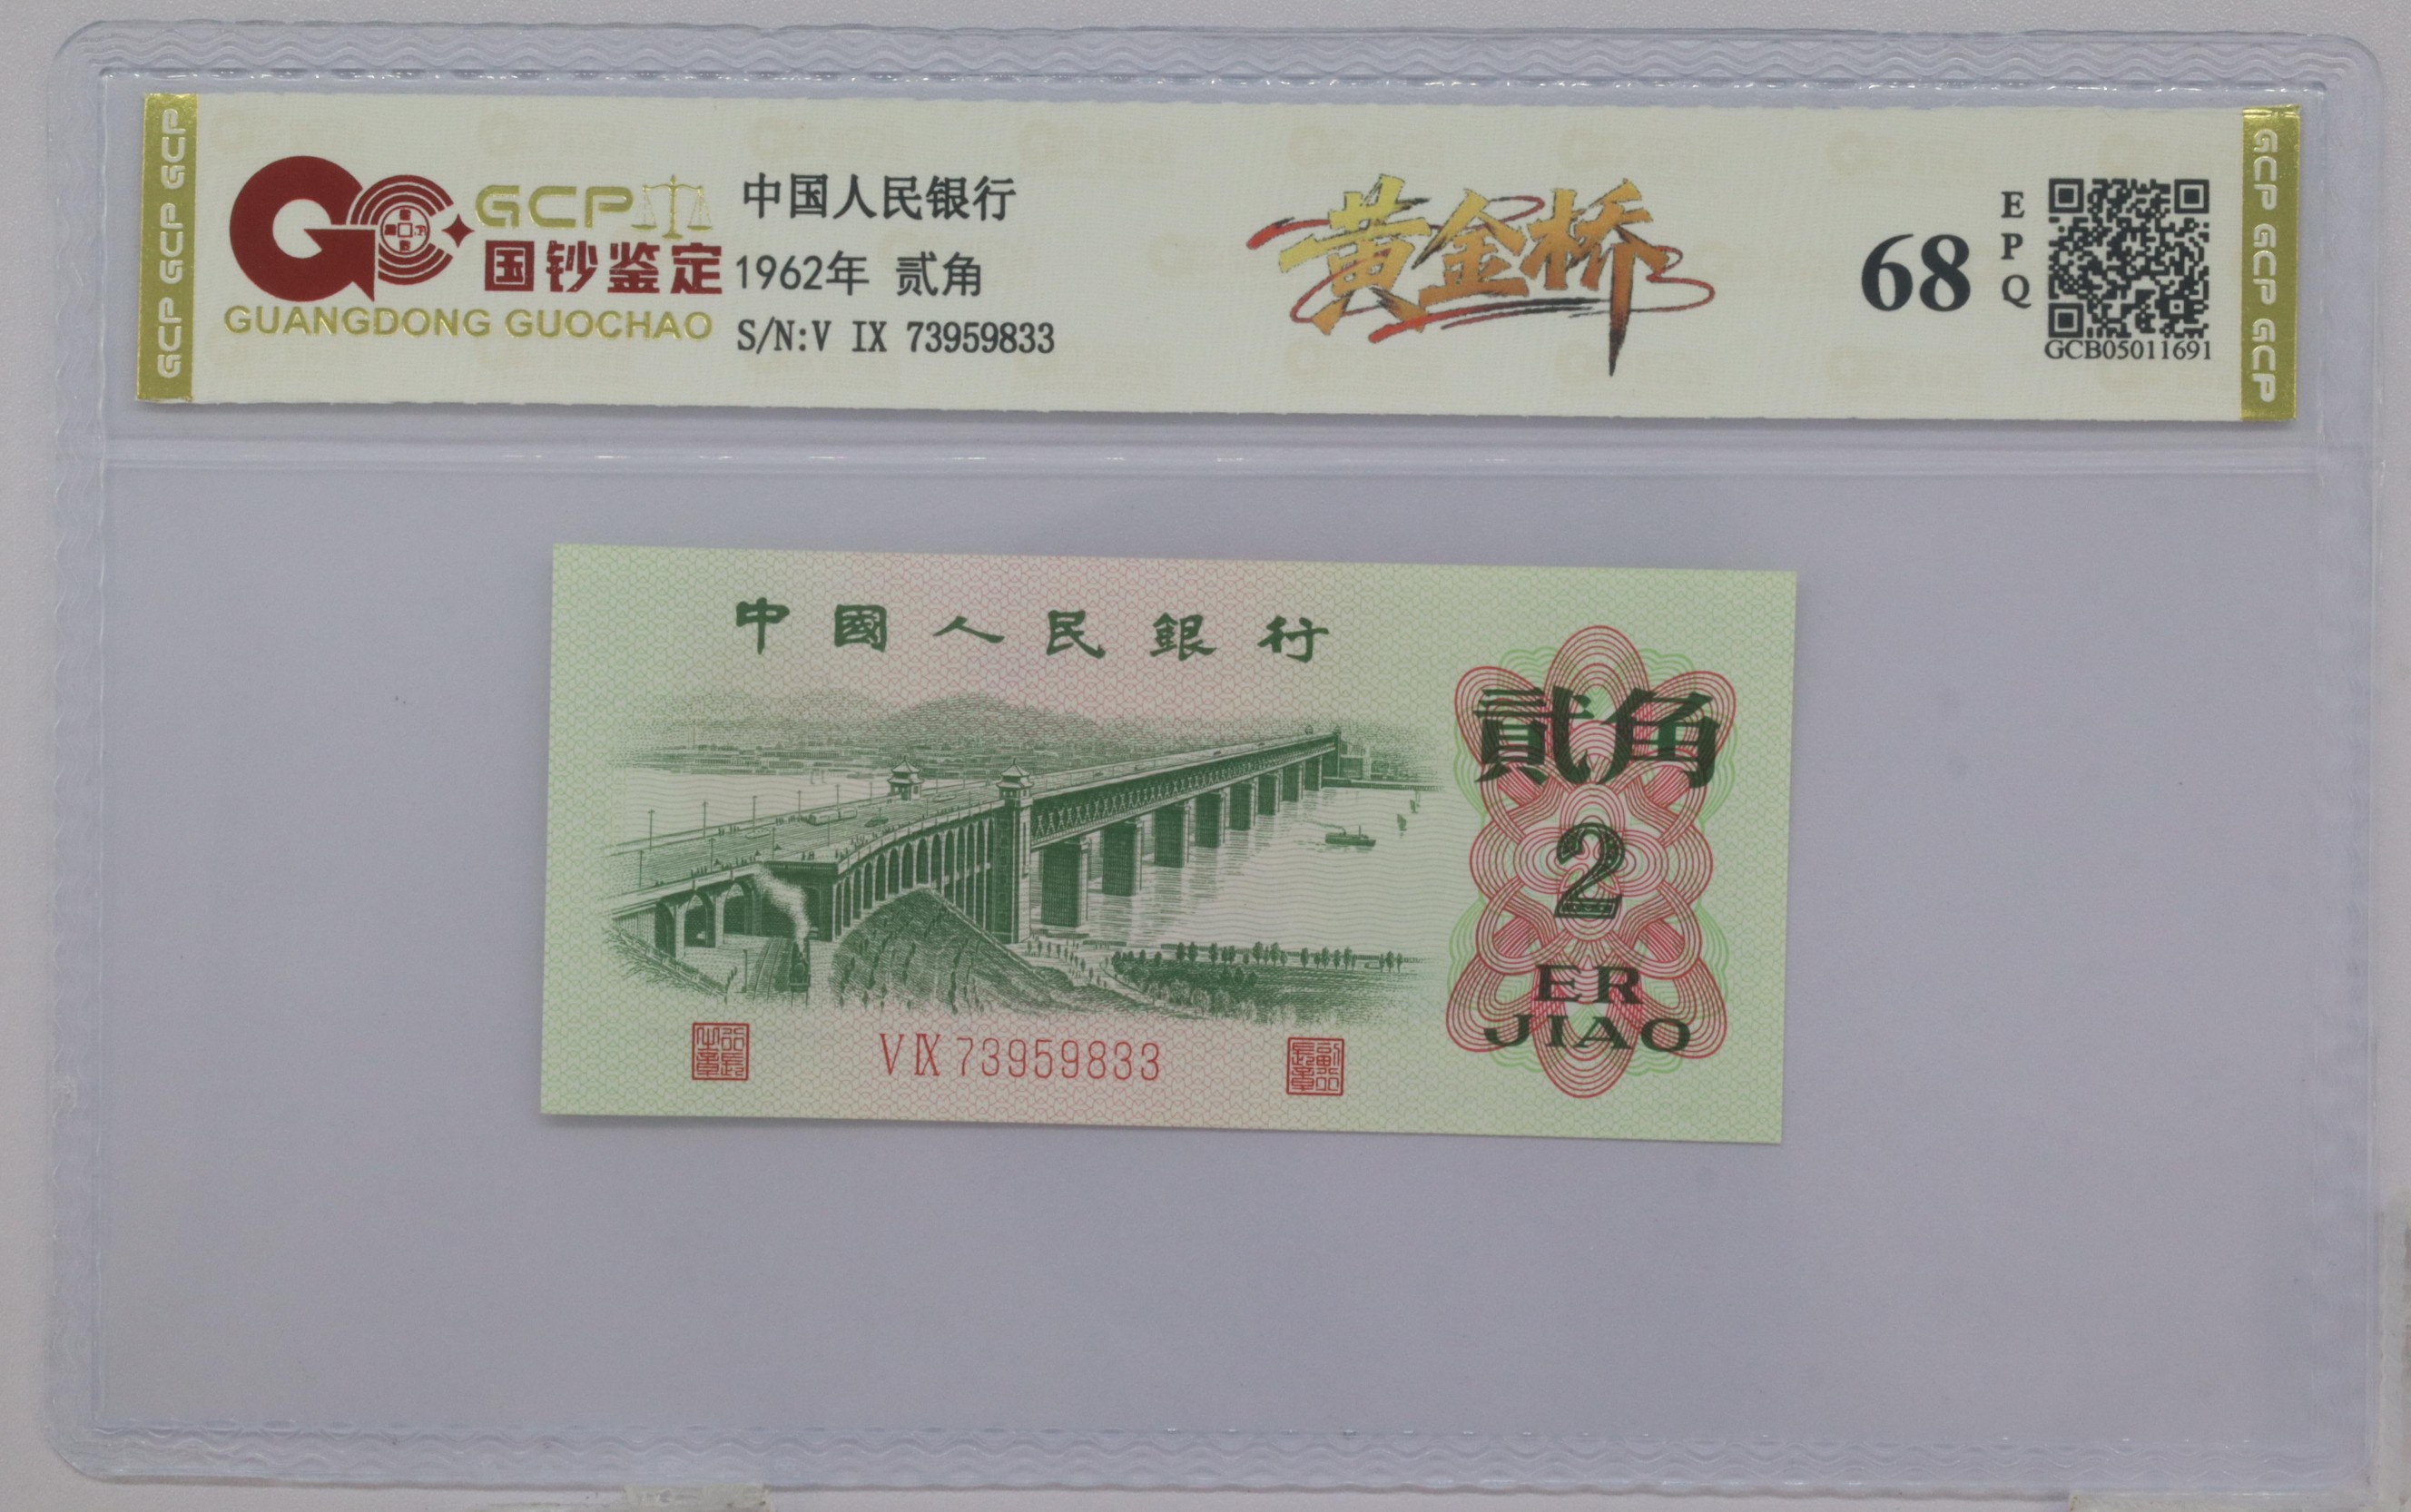 GCP GCP GCP
GCP
国钞鉴定
GUANGDONG GUOCHAO
中国人民银行
1962年 贰角
S/N:V IX 73959833
黄金桥
68
EPQ
GCB05011691
GCP GCP GCP
中國人民銀行
貳角
2
ER
JIAO
V IX 73959833